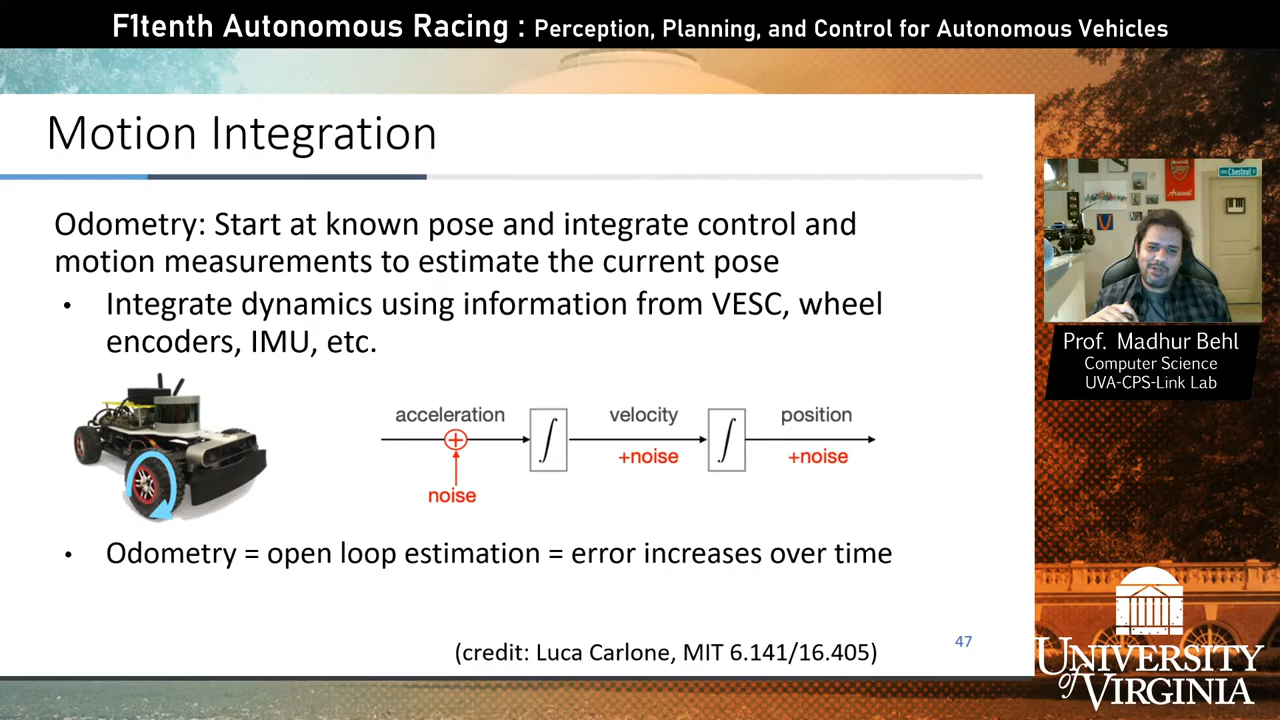 F1tenth Autonomous Racing : Perception, Planning, and Control for Autonomous Vehicles
Motion Integration
Odometry: Start at known pose and integrate control and
motion measurements to estimate the current pose
• Integrate dynamics using information from VESC, wheel
encoders, IMU, etc.
acceleration
velocity
position
+
∫
∫
+noise
+noise
noise
• Odometry = open loop estimation = error increases over time
(credit: Luca Carlone, MIT 6.141/16.405)
47
Chestnut
Arsenal
Prof. Madhur Behl
Computer Science
UVA-CPS-Link Lab
UNIVERSITY
of VIRGINIA